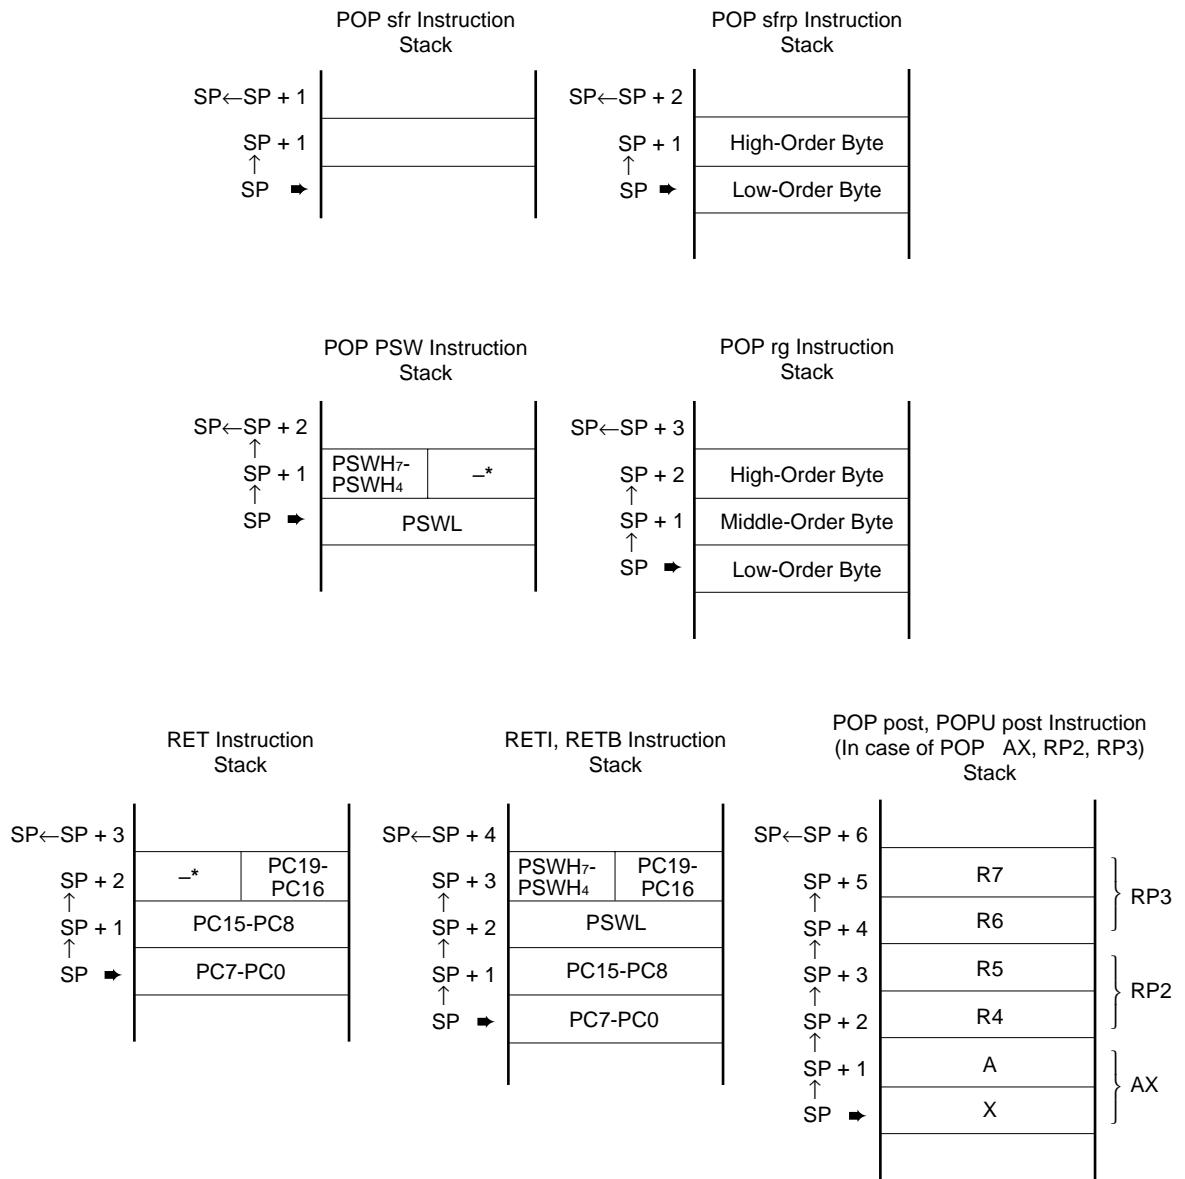 POP sfr Instruction
Stack
SP←SP + 1
SP + 1
↑
SP
POP sfrp Instruction
Stack
SP←SP + 2
SP + 1
↑
SP
High-Order Byte
Low-Order Byte
POP PSW Instruction
Stack
SP←SP + 2
↑
SP + 1
↑
SP
PSWH7-
PSWH4
–*
PSWL
POP rg Instruction
Stack
SP←SP + 3
SP + 2
↑
SP + 1
↑
SP
High-Order Byte
Middle-Order Byte
Low-Order Byte
RET Instruction
Stack
SP←SP + 3
SP + 2
↑
SP + 1
↑
SP
–*
PC19-
PC16
PC15-PC8
PC7-PC0
RETI, RETB Instruction
Stack
SP←SP + 4
SP + 3
↑
SP + 2
↑
SP + 1
↑
SP
PSWH7-
PSWH4
PC19-
PC16
PSWL
PC15-PC8
PC7-PC0
POP post, POPU post Instruction
(In case of POP AX, RP2, RP3)
Stack
SP←SP + 6
SP + 5
↑
SP + 4
↑
SP + 3
↑
SP + 2
↑
SP + 1
↑
SP
R7
R6
R5
R4
A
X
RP3
RP2
AX